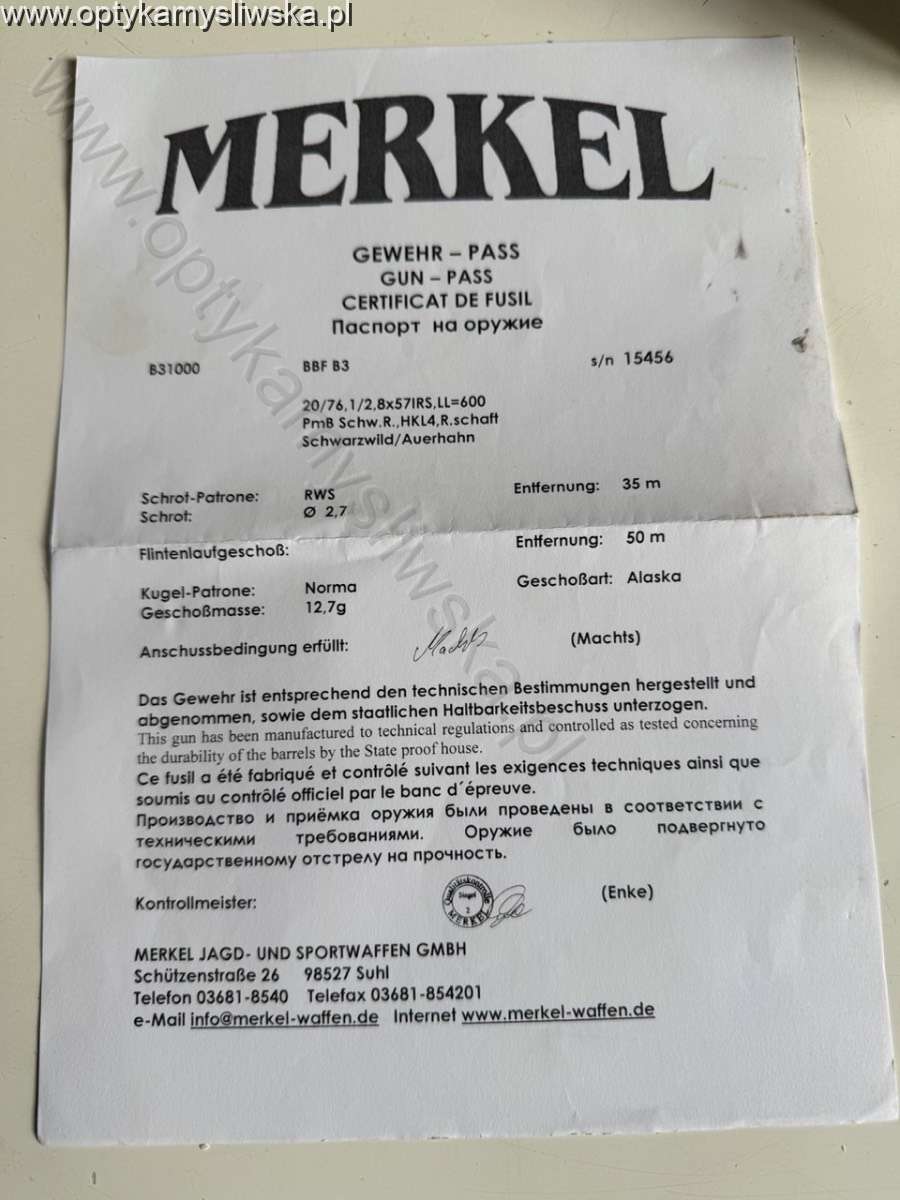 www.optykamysliwska.pl
www.optykamysliwska.pl
MERKEL
GEWEHR – PASS
GUN – PASS
CERTIFICAT DE FUSIL
Паспорт на оружие
B31000 BBF B3 s/n 15456
20/76,1/2,8x57IRS,LL=600
PmB Schw.R.,HKL4,R.schaft
Schwarzwild/Auerhahn
Schrot-Patrone: RWS Entfernung: 35 m
Schrot: Ø 2,7
Flintenlaufgeschoß: Entfernung: 50 m
Kugel-Patrone: Norma Geschoßart: Alaska
Geschoßmasse: 12,7g
Anschussbedingung erfüllt: Machts (Machts)
Das Gewehr ist entsprechend den technischen Bestimmungen hergestellt und
abgenommen, sowie dem staatlichen Haltbarkeitsbeschuss unterzogen.
This gun has been manufactured to technical regulations and controlled as tested concerning
the durability of the barrels by the State proof house.
Ce fusil a été fabriqué et contrôlé suivant les exigences techniques ainsi que
soumis au contrôle officiel par le banc d´épreuve.
Производство и приёмка оружия были проведены в соответствии с
техническими требованиями. Оружие было подвергнуто
государственному отстрелу на прочность.
Kontrollmeister: (Enke)
Qualitätskontrolle
Siegel
2
MERKEL
MERKEL JAGD- UND SPORTWAFFEN GMBH
Schützenstraße 26 98527 Suhl
Telefon 03681-8540 Telefax 03681-854201
e-Mail info@merkel-waffen.de Internet www.merkel-waffen.de